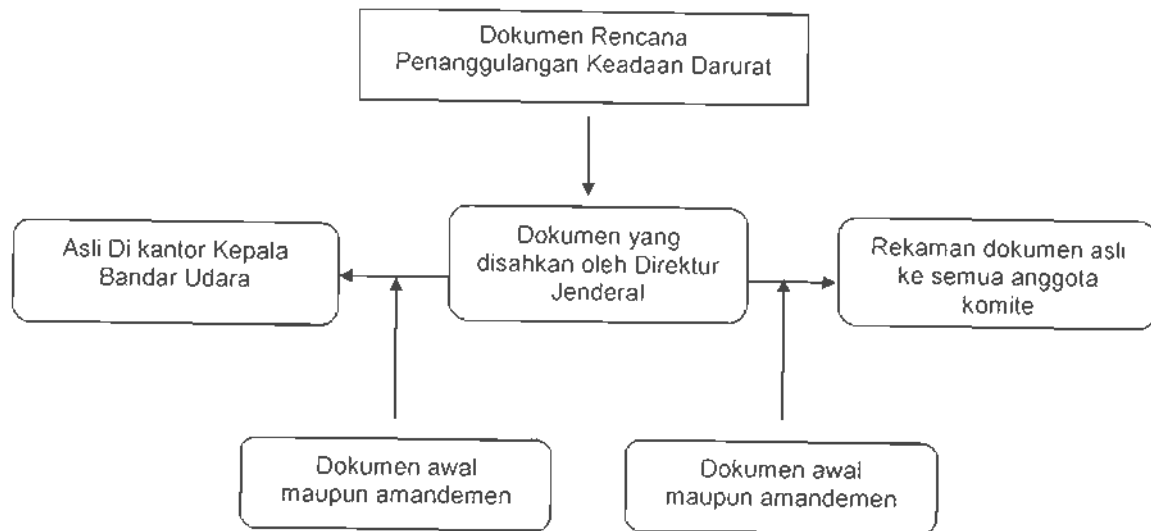 Dokumen Rencana
Penanggulangan Keadaan Darurat
Asli Di kantor Kepala
Bandar Udara
Dokumen yang
disahkan oleh Direktur
Jenderal
Rekaman dokumen asli
ke semua anggota
komite
Dokumen awal
maupun amandemen
Dokumen awal
maupun amandemen